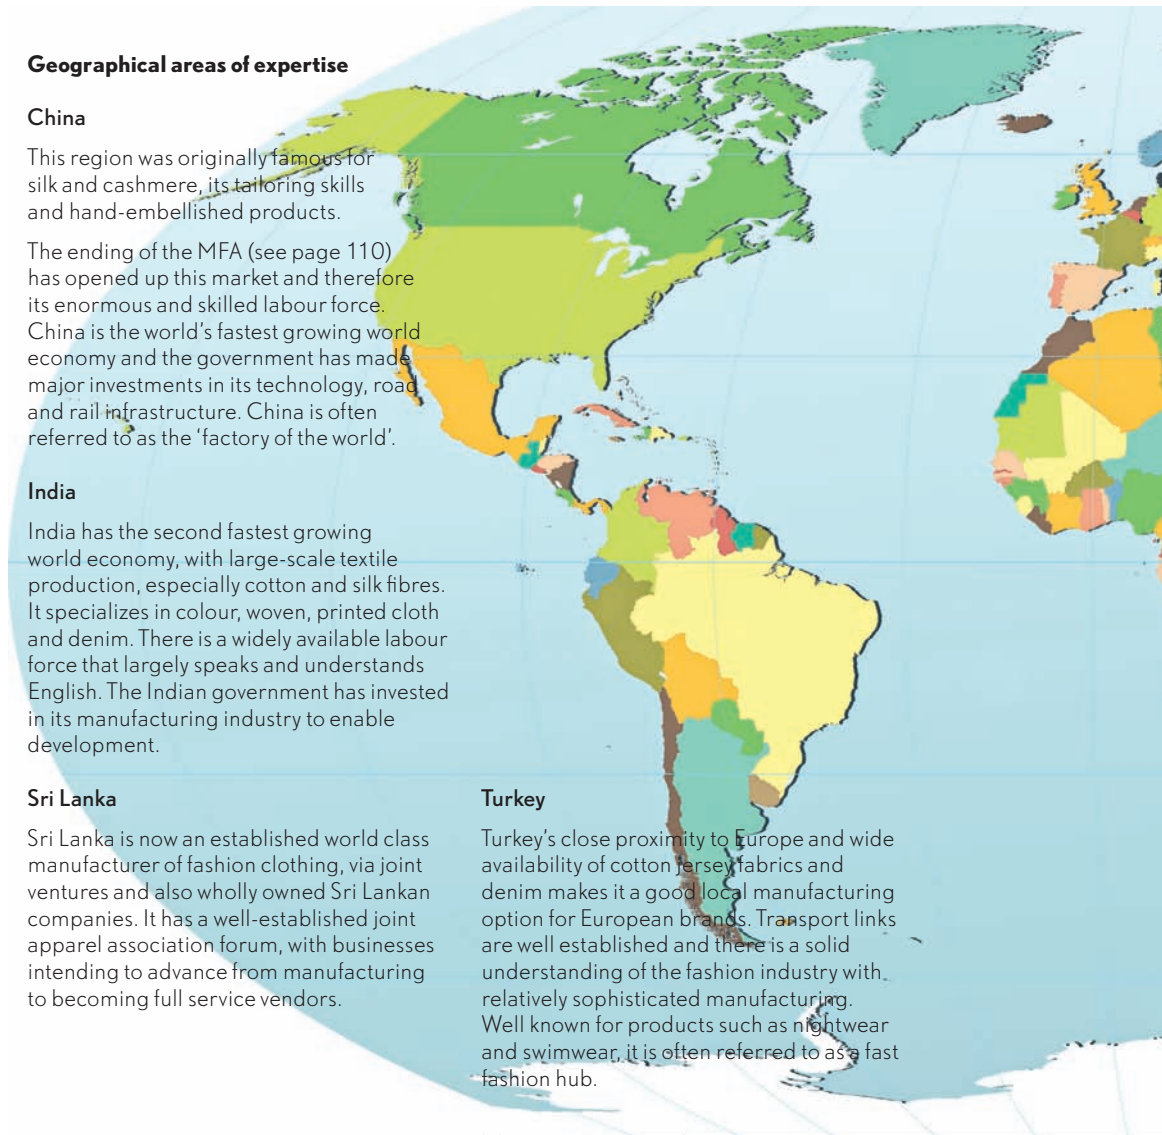 Geographical areas of expertise
China
This region was originally famous for
silk and cashmere, its tailoring skills
and hand-embellished products.
The ending of the MFA (see page 110)
has opened up this market and therefore
its enormous and skilled labour force.
China is the world's fastest growing world
economy and the government has made
major investments in its technology, road
and rail infrastructure. China is often
referred to as the ‘factory of the world’.
India
India has the second fastest growing
world economy, with large-scale textile
production, especially cotton and silk fibres.
It specializes in colour, woven, printed cloth
and denim. There is a widely available labour
force that largely speaks and understands
English. The Indian government has invested
in its manufacturing industry to enable
development.
Sri Lanka
Sri Lanka is now an established world class
manufacturer of fashion clothing, via joint
ventures and also wholly owned Sri Lankan
companies. It has a well-established joint
apparel association forum, with businesses
intending to advance from manufacturing
to becoming full service vendors.
Turkey
Turkey's close proximity to Europe and wide
availability of cotton jersey fabrics and
denim makes it a good local manufacturing
option for European brands. Transport links
are well established and there is a solid
understanding of the fashion industry with
relatively sophisticated manufacturing.
Well known for products such as nightwear
and swimwear, it is often referred to as a fast
fashion hub.